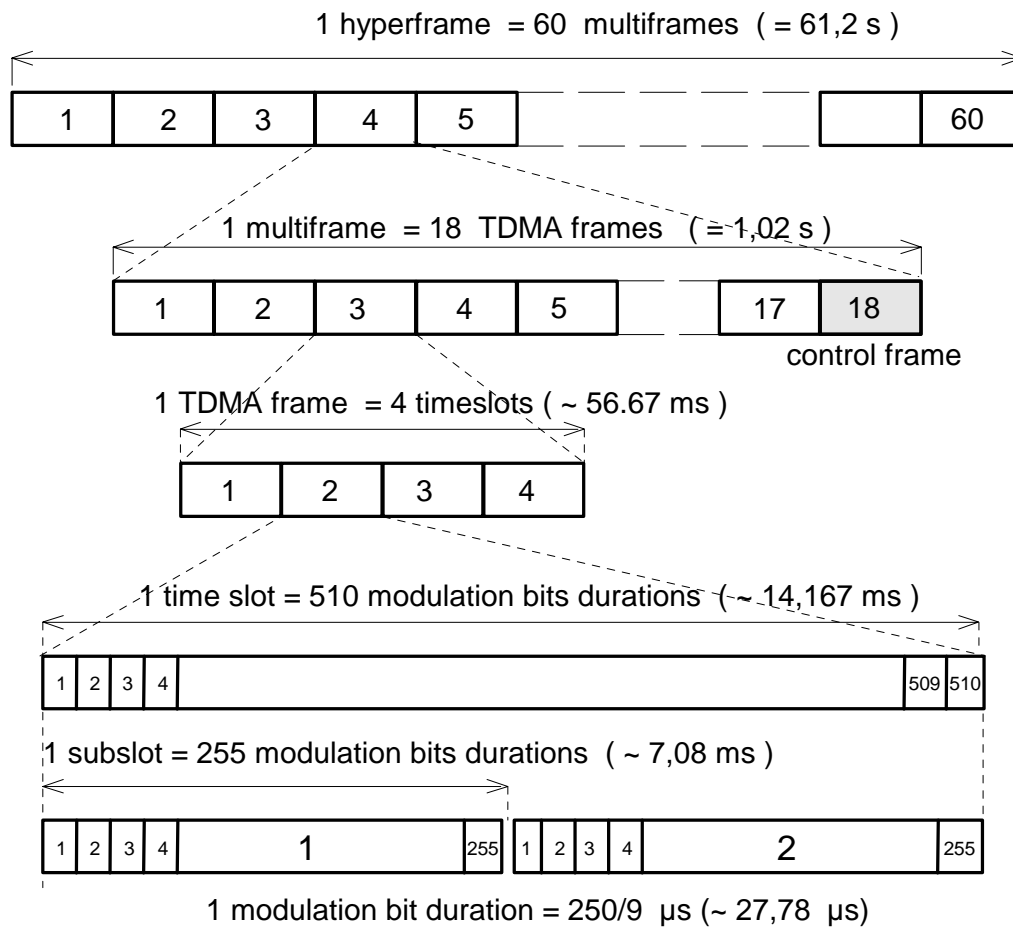 1 hyperframe = 60 multiframes ( = 61,2 s )
1 2 3 4 5 60
1 multiframe = 18 TDMA frames ( = 1,02 s )
1 2 3 4 5 17 18
control frame
1 TDMA frame = 4 timeslots ( ~ 56.67 ms )
1 2 3 4
1 time slot = 510 modulation bits durations ( ~ 14,167 ms )
1 2 3 4 509 510
1 subslot = 255 modulation bits durations ( ~ 7,08 ms )
1 2 3 4 1 255 1 2 3 4 2 255
1 modulation bit duration = 250/9 µs (~ 27,78 µs)